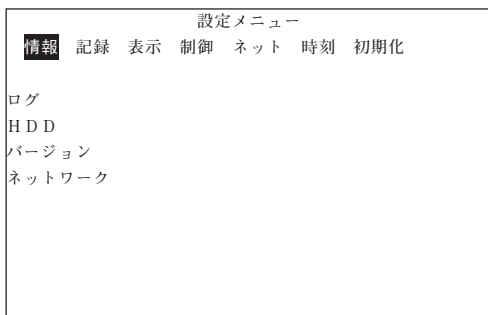 設定メニュー
情報 記録 表示 制御 ネット 時刻 初期化
ログ
ＨＤＤ
バージョン
ネットワーク